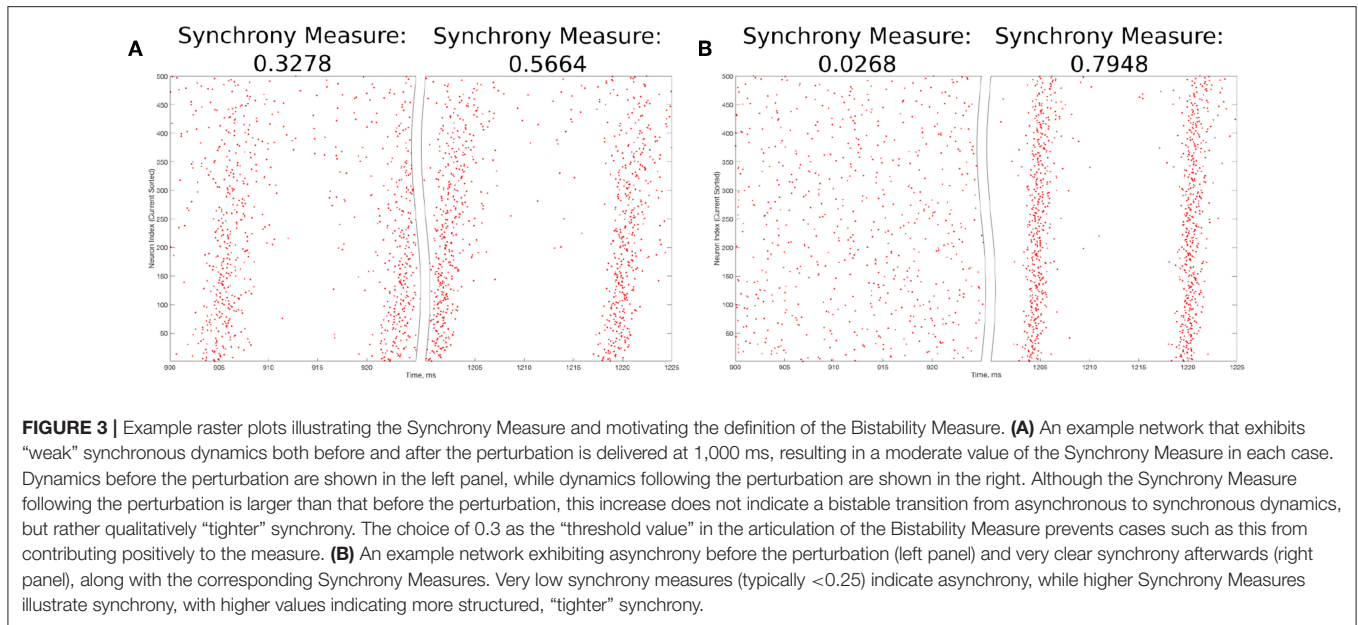 A
Synchrony Measure:
0.3278
Synchrony Measure:
0.5664
500
450
400
350
300
250
200
150
100
50
Neuron Index (Current Sorted)
900 905 910 915 920 1210 1215 1220 1225
Time, ms
B
Synchrony Measure:
0.0268
Synchrony Measure:
0.7948
500
450
400
350
300
250
200
150
100
50
Neuron Index (Current Sorted)
900 905 910 915 920 1205 1210 1215 1220 1225
Time, ms
FIGURE 3 | Example raster plots illustrating the Synchrony Measure and motivating the definition of the Bistability Measure. (A) An example network that exhibits
“weak” synchronous dynamics both before and after the perturbation is delivered at 1,000 ms, resulting in a moderate value of the Synchrony Measure in each case.
Dynamics before the perturbation are shown in the left panel, while dynamics following the perturbation are shown in the right. Although the Synchrony Measure
following the perturbation is larger than that before the perturbation, this increase does not indicate a bistable transition from asynchronous to synchronous dynamics,
but rather qualitatively “tighter” synchrony. The choice of 0.3 as the “threshold value” in the articulation of the Bistability Measure prevents cases such as this from
contributing positively to the measure. (B) An example network exhibiting asynchrony before the perturbation (left panel) and very clear synchrony afterwards (right
panel), along with the corresponding Synchrony Measures. Very low synchrony measures (typically <0.25) indicate asynchrony, while higher Synchrony Measures
illustrate synchrony, with higher values indicating more structured, “tighter” synchrony.